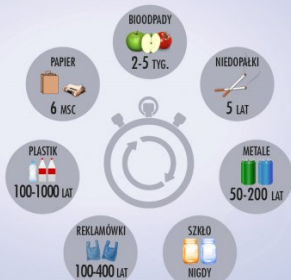 BIOODPADY
2-5 TYG.
NIEDOPAŁKI
5 LAT
METALE
50-200 LAT
SZKŁO
NIGDY
REKLAMÓWKI
100-400 LAT
PLASTIK
100-1000 LAT
PAPIER
6 MSC